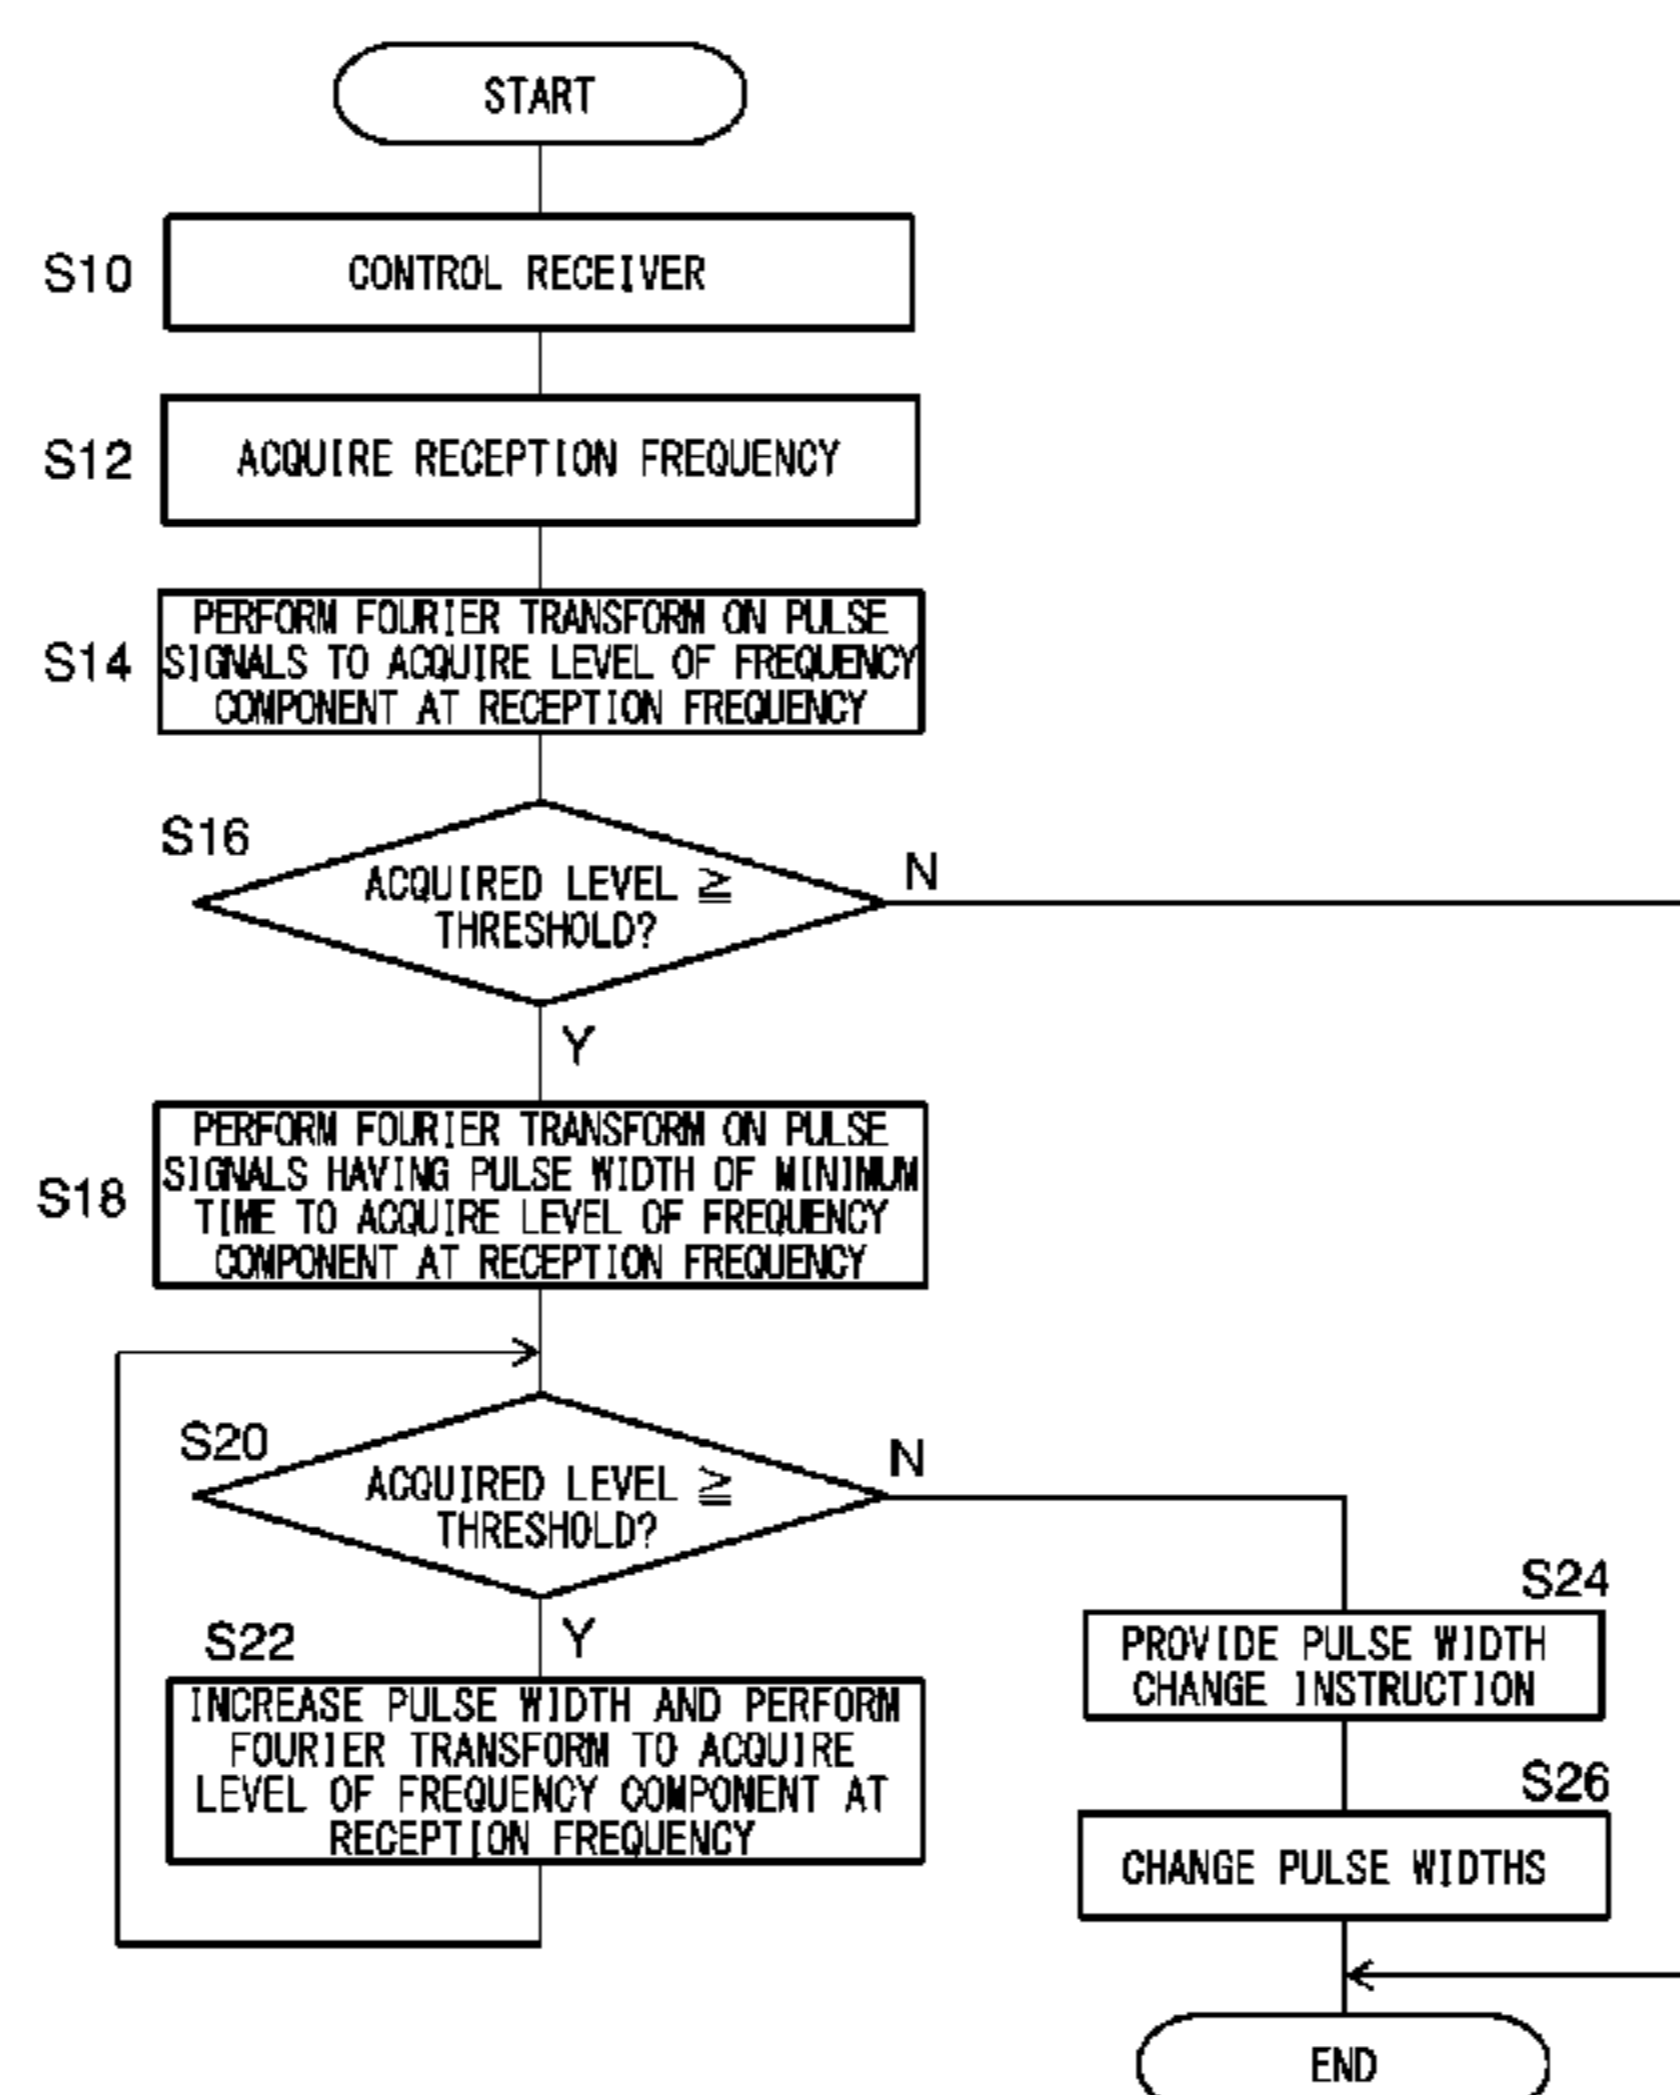 START
S10
CONTROL RECEIVER
S12
ACQUIRE RECEPTION FREQUENCY
S14
PERFORM FOURIER TRANSFORM ON PULSE
SIGNALS TO ACQUIRE LEVEL OF FREQUENCY
COMPONENT AT RECEPTION FREQUENCY
S16
ACQUIRED LEVEL ≧
THRESHOLD?
N
Y
S18
PERFORM FOURIER TRANSFORM ON PULSE
SIGNALS HAVING PULSE WIDTH OF MINIMUM
TIME TO ACQUIRE LEVEL OF FREQUENCY
COMPONENT AT RECEPTION FREQUENCY
S20
ACQUIRED LEVEL ≧
THRESHOLD?
N
Y
S22
INCREASE PULSE WIDTH AND PERFORM
FOURIER TRANSFORM TO ACQUIRE
LEVEL OF FREQUENCY COMPONENT AT
RECEPTION FREQUENCY
S24
PROVIDE PULSE WIDTH
CHANGE INSTRUCTION
S26
CHANGE PULSE WIDTHS
END